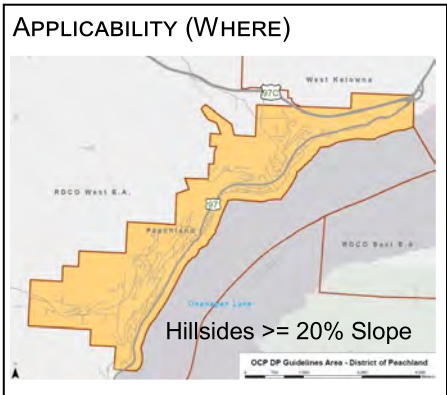 APPLICABILITY (WHERE)
West Kelowna
97C
RDCO West E.A.
97
Peachland
RDCO East E.A.
Okanagan Lake
Hillsides >= 20% Slope
OCP DP Guidelines Area - District of Peachland